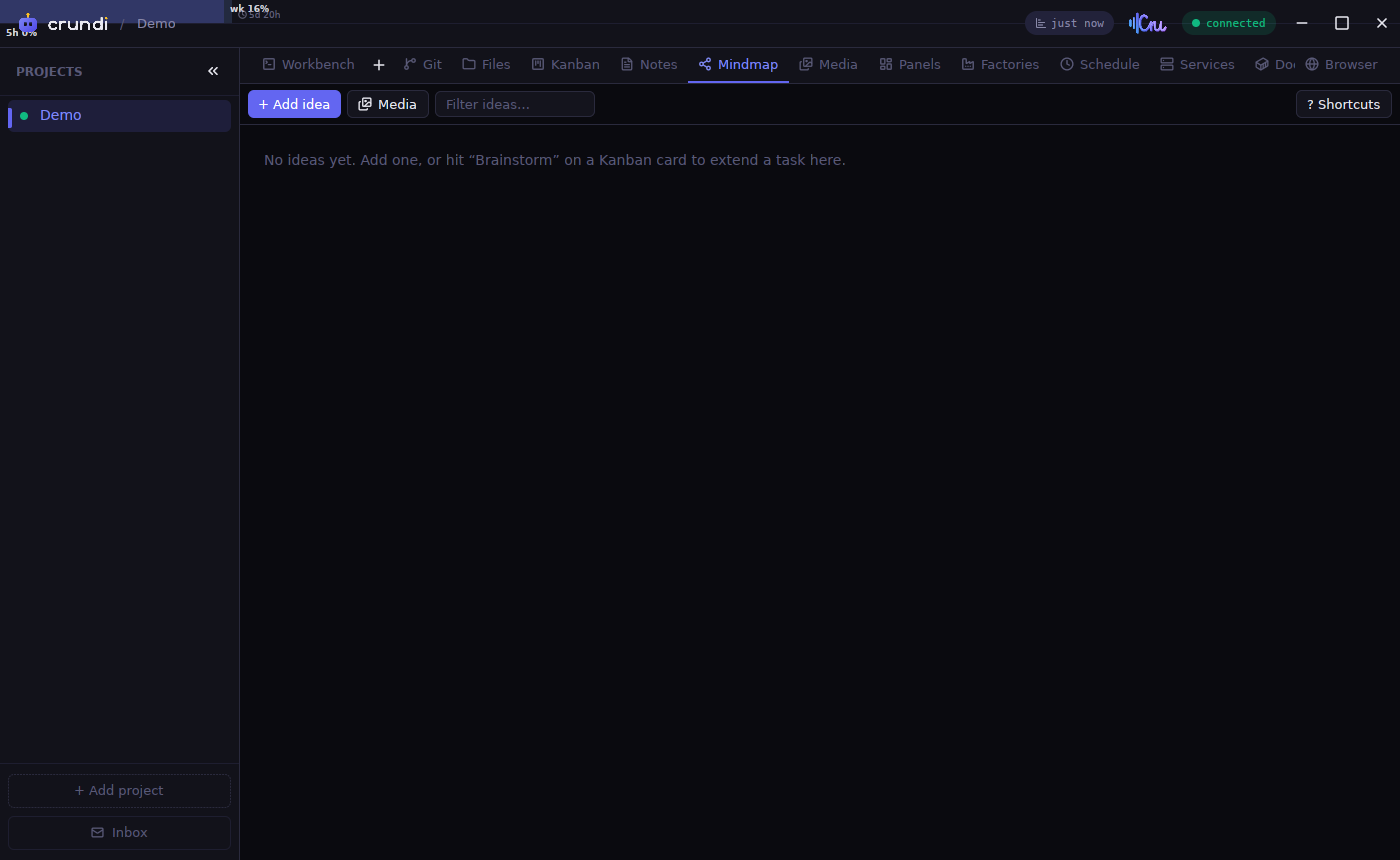 wk 16%
5d 20h
5h 0%
crundi / Demo
just now
Cru
connected
PROJECTS
Workbench
+
Git
Files
Kanban
Notes
Mindmap
Media
Panels
Factories
Schedule
Services
Doc
Browser
Demo
+ Add idea
Media
Filter ideas...
? Shortcuts
No ideas yet. Add one, or hit “Brainstorm” on a Kanban card to extend a task here.
+ Add project
Inbox